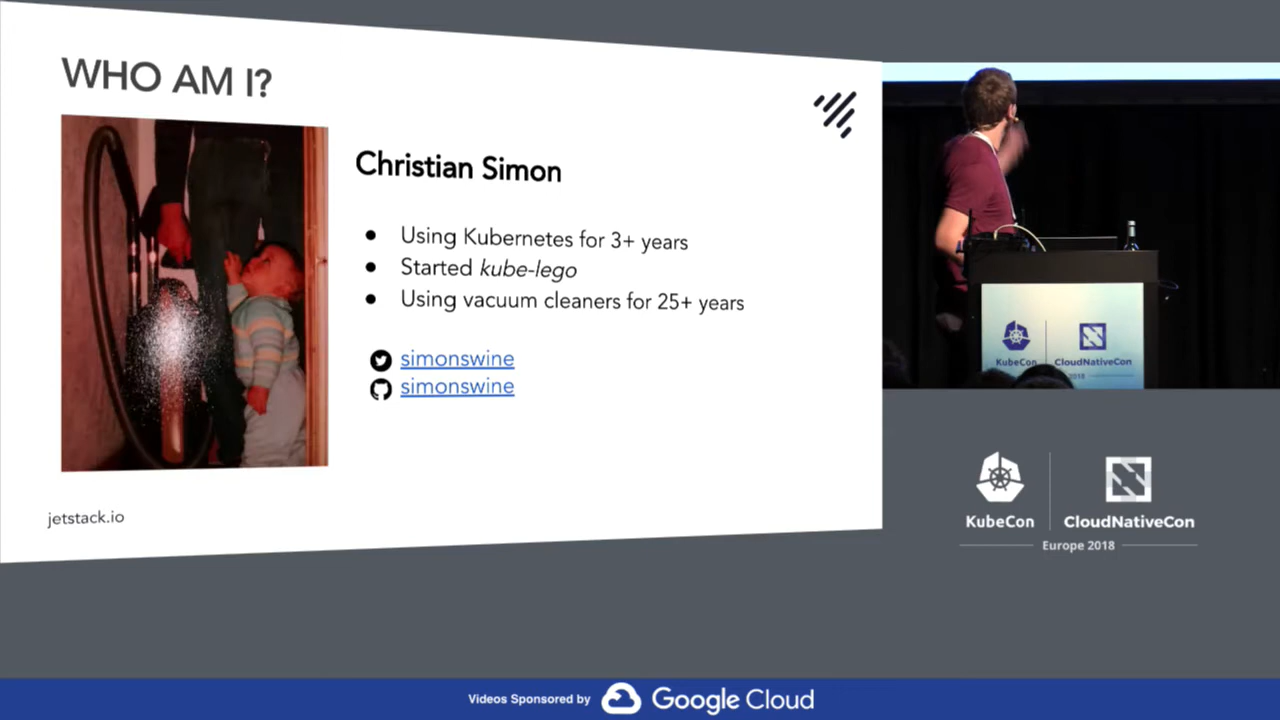 WHO AM I?
Christian Simon
Using Kubernetes for 3+ years
Started kube-lego
Using vacuum cleaners for 25+ years
simonswine
simonswine
jetstack.io
KubeCon
CloudNativeCon
2018
KubeCon
CloudNativeCon
Europe 2018
Videos Sponsored by
Google Cloud